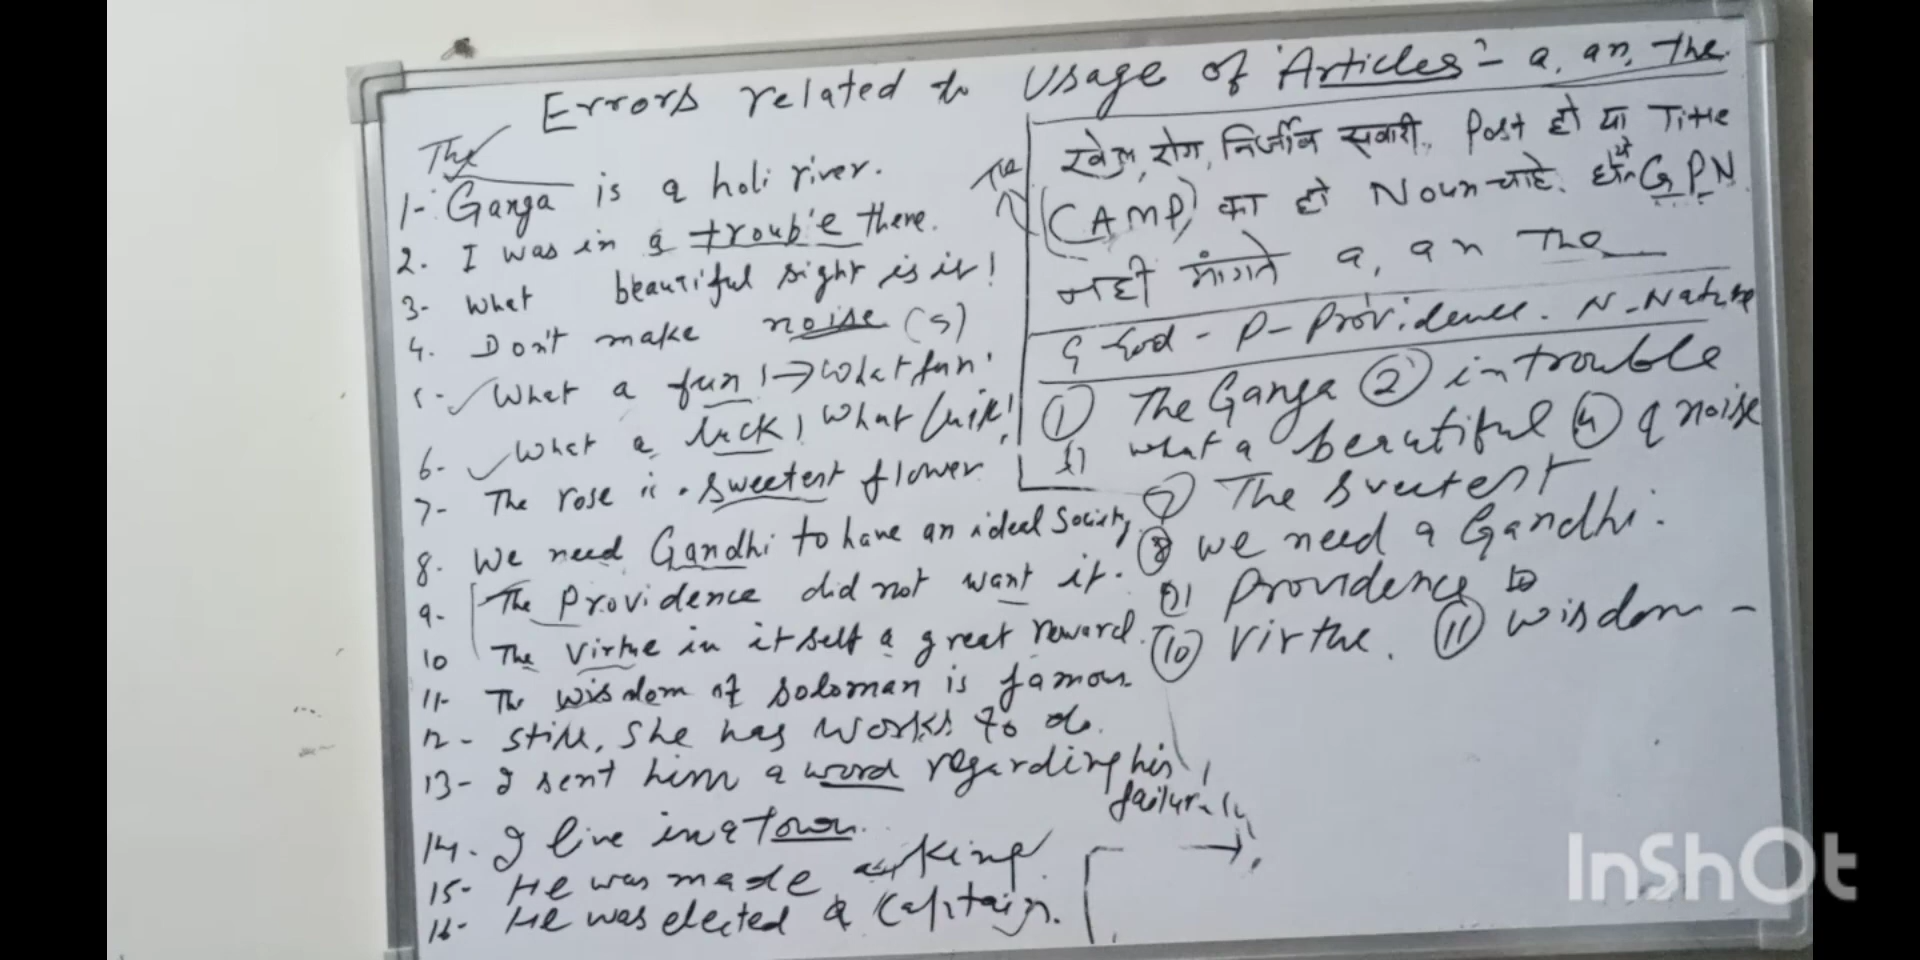 Errors related to Usage of Articles - a, an, the.
The
1- Ganga is a holi river.
2. I was in a trouble there.
3- What beautiful sight is it!
4. Don't make noise (s)
5- What a fun! → What fun!
6- What a luck! What luck!
7- The rose is sweetest flower
8- We need Gandhi to have an ideal Society
9- The Providence did not want it.
10 The Virtue in itself a great reward.
11- The wisdom of Soloman is famous
12- Still, She has works to do.
13- I sent him a word regarding his
failure
14- I live in a town.
15- He was made a King
16- He was elected a Captain.
खेल, रोग, निर्जीव सवारी, Post हो या Title
(CAMP) का हो Noun चाहे GPN
नहीं मांगते a, an The
G God - P - Providence. N - Nature
① The Ganga ② in trouble
what a beautiful ④ a noise
7 The sweetest
⑧ we need a Gandhi.
Providence
⑩ Virtue. ⑪ wisdom -
InShOt